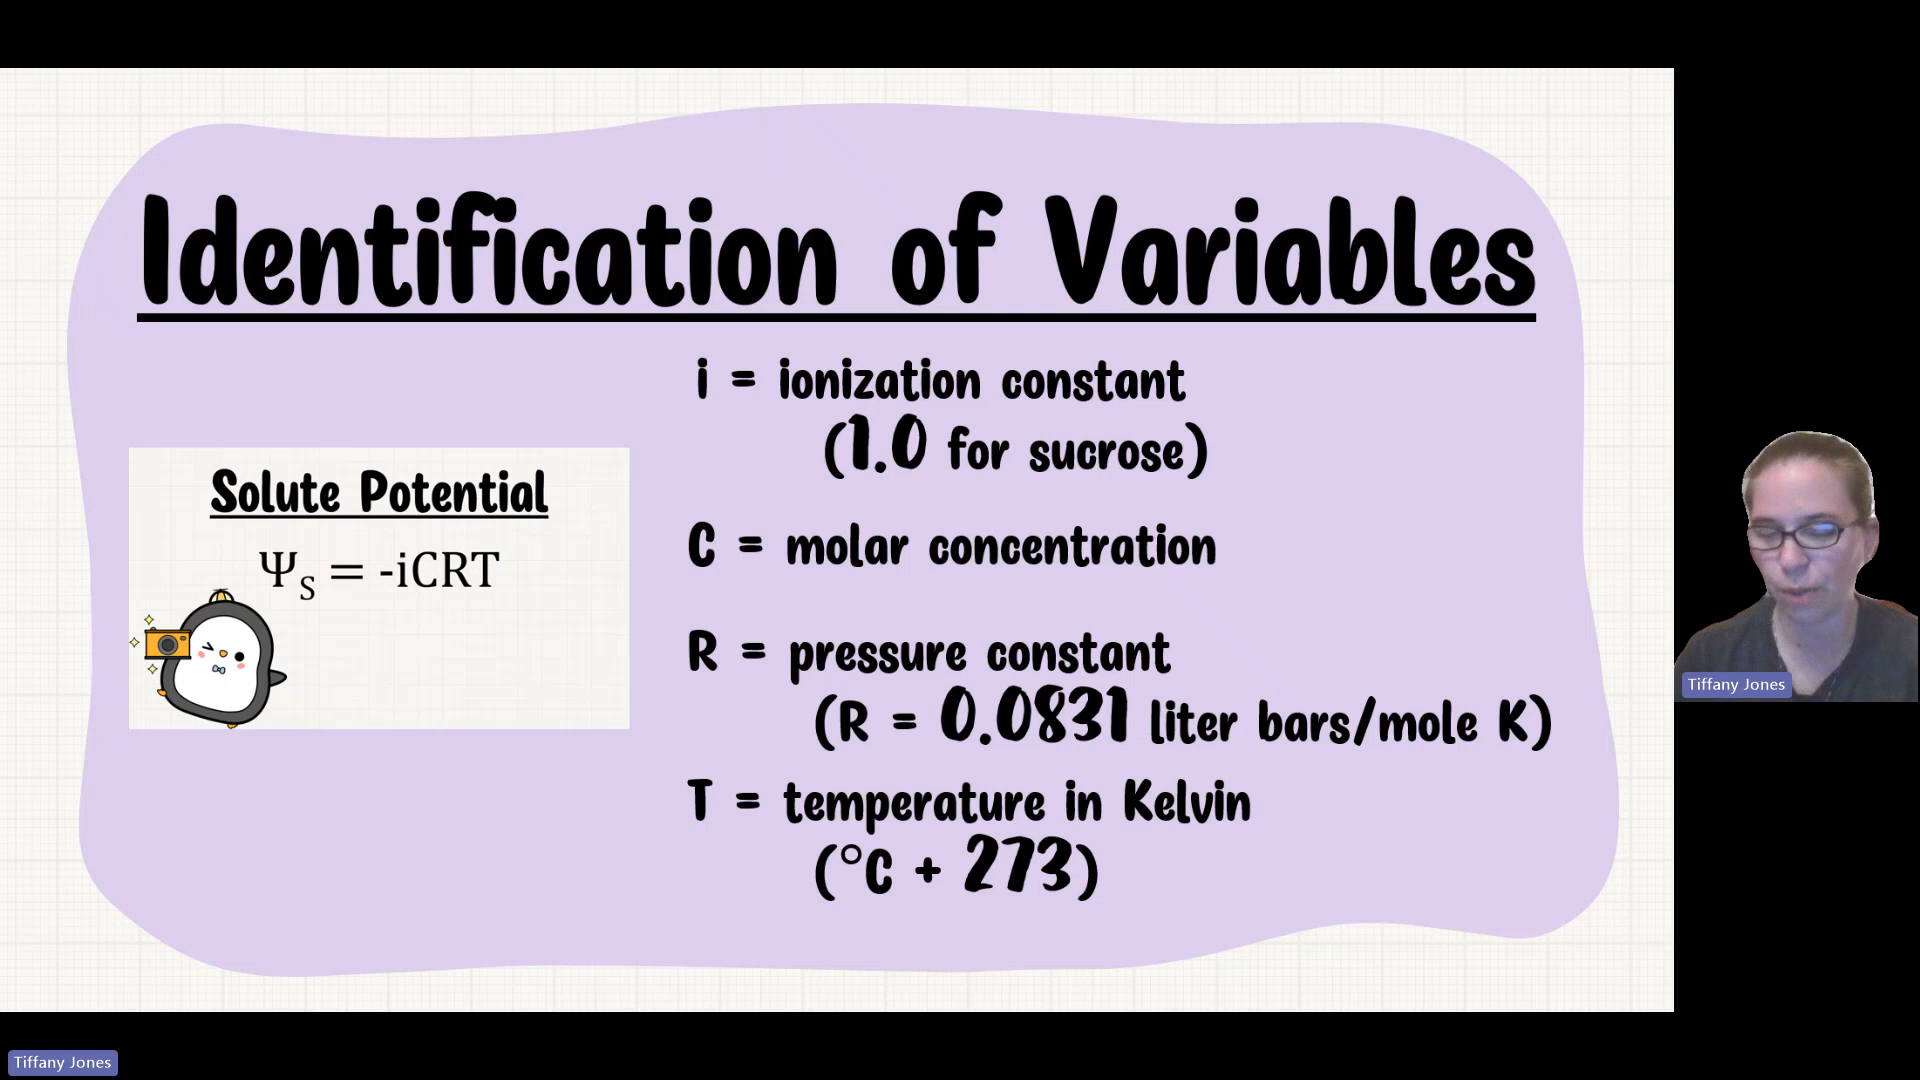 Identification of Variables
i = ionization constant
(1.0 for sucrose)
Solute Potential
ΨS = -iCRT
C = molar concentration
R = pressure constant
(R = 0.0831 liter bars/mole K)
T = temperature in Kelvin
(°C + 273)
Tiffany Jones
Tiffany Jones